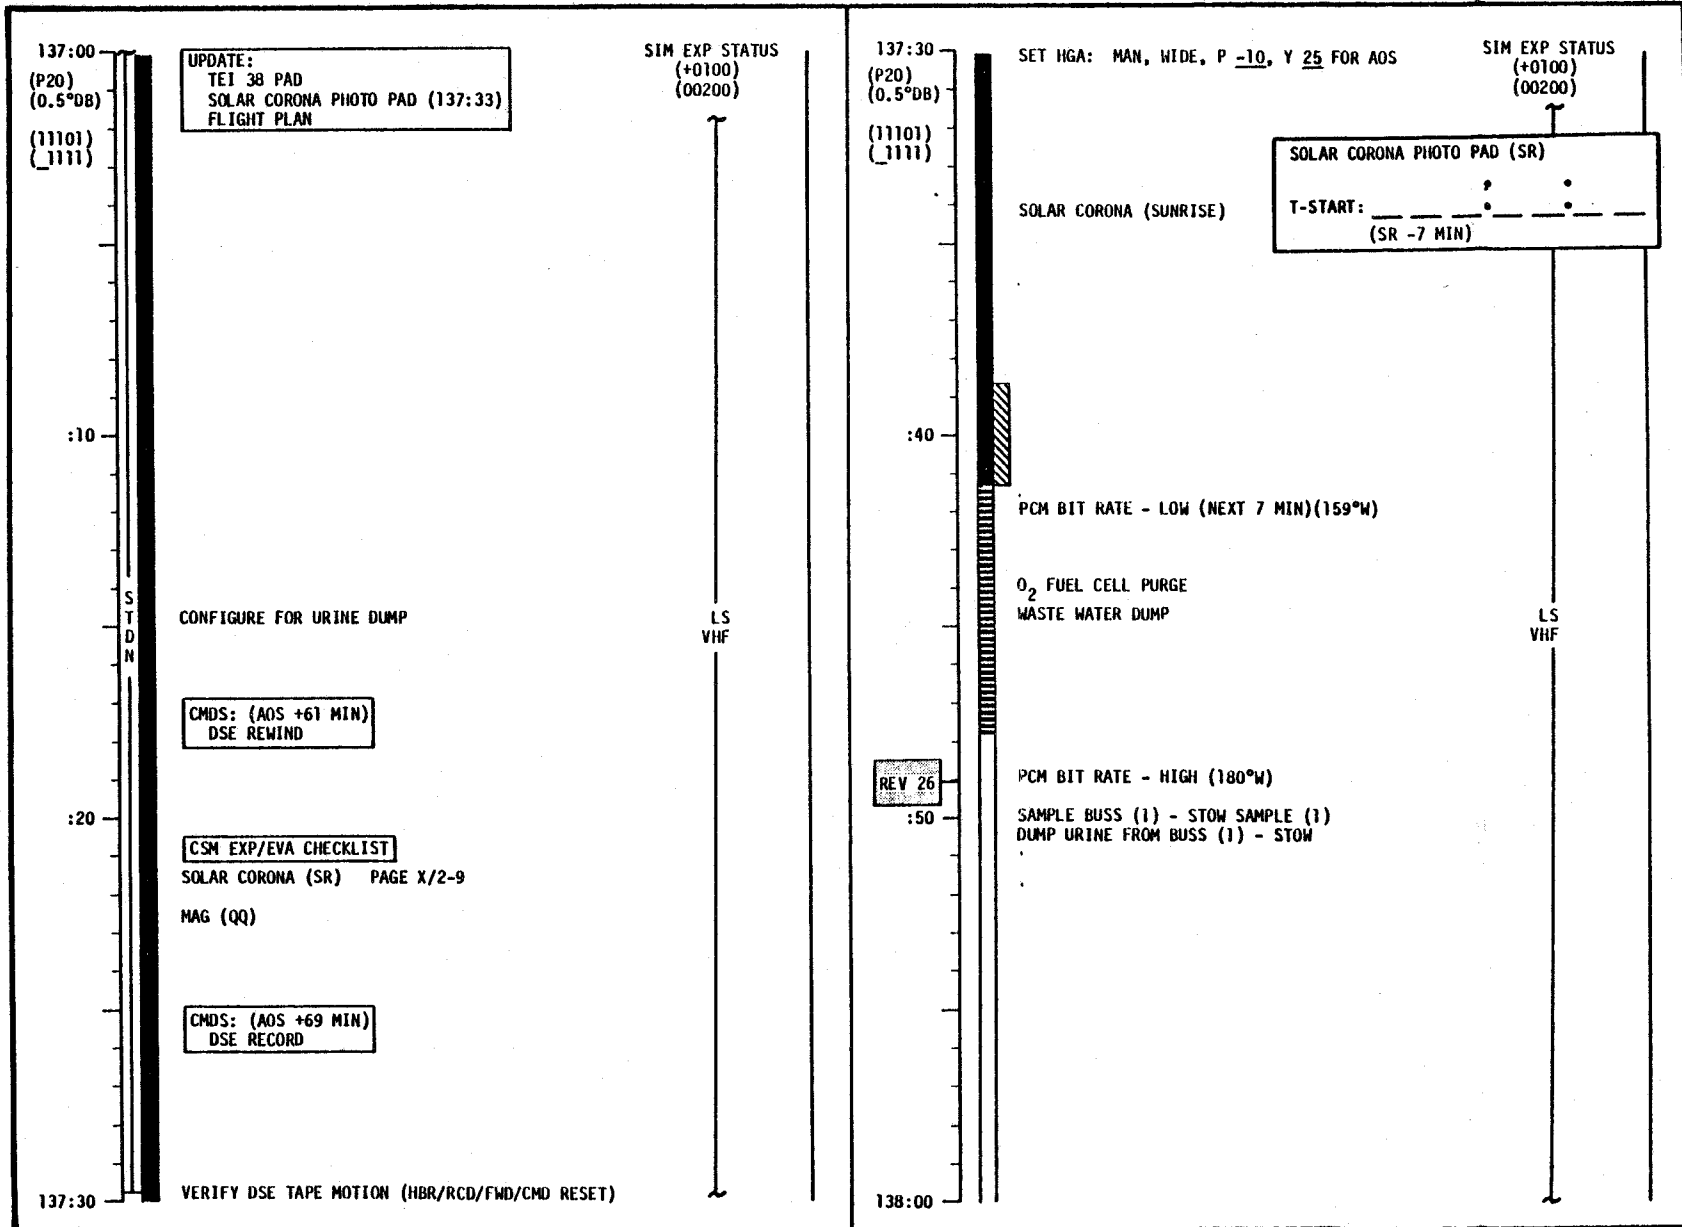 137:00
(P20)
(0.5°DB)
(11101)
(_1111)
UPDATE:
TEI 38 PAD
SOLAR CORONA PHOTO PAD (137:33)
FLIGHT PLAN
SIM EXP STATUS
(+0100)
(00200)
:10
STDN
CONFIGURE FOR URINE DUMP
LS
VHF
CMDS: (AOS +61 MIN)
DSE REWIND
:20
CSM EXP/EVA CHECKLIST
SOLAR CORONA (SR) PAGE X/2-9
MAG (QQ)
CMDS: (AOS +69 MIN)
DSE RECORD
137:30
VERIFY DSE TAPE MOTION (HBR/RCD/FWD/CMD RESET)
137:30
(P20)
(0.5°DB)
(11101)
(_1111)
SET HGA: MAN, WIDE, P -10, Y 25 FOR AOS
SIM EXP STATUS
(+0100)
(00200)
SOLAR CORONA PHOTO PAD (SR)
T-START: _ _ _:_ _:_ _
(SR -7 MIN)
SOLAR CORONA (SUNRISE)
:40
PCM BIT RATE - LOW (NEXT 7 MIN)(159°W)
O2 FUEL CELL PURGE
WASTE WATER DUMP
LS
VHF
REV 26
PCM BIT RATE - HIGH (180°W)
:50
SAMPLE BUSS (1) - STOW SAMPLE (1)
DUMP URINE FROM BUSS (1) - STOW
138:00